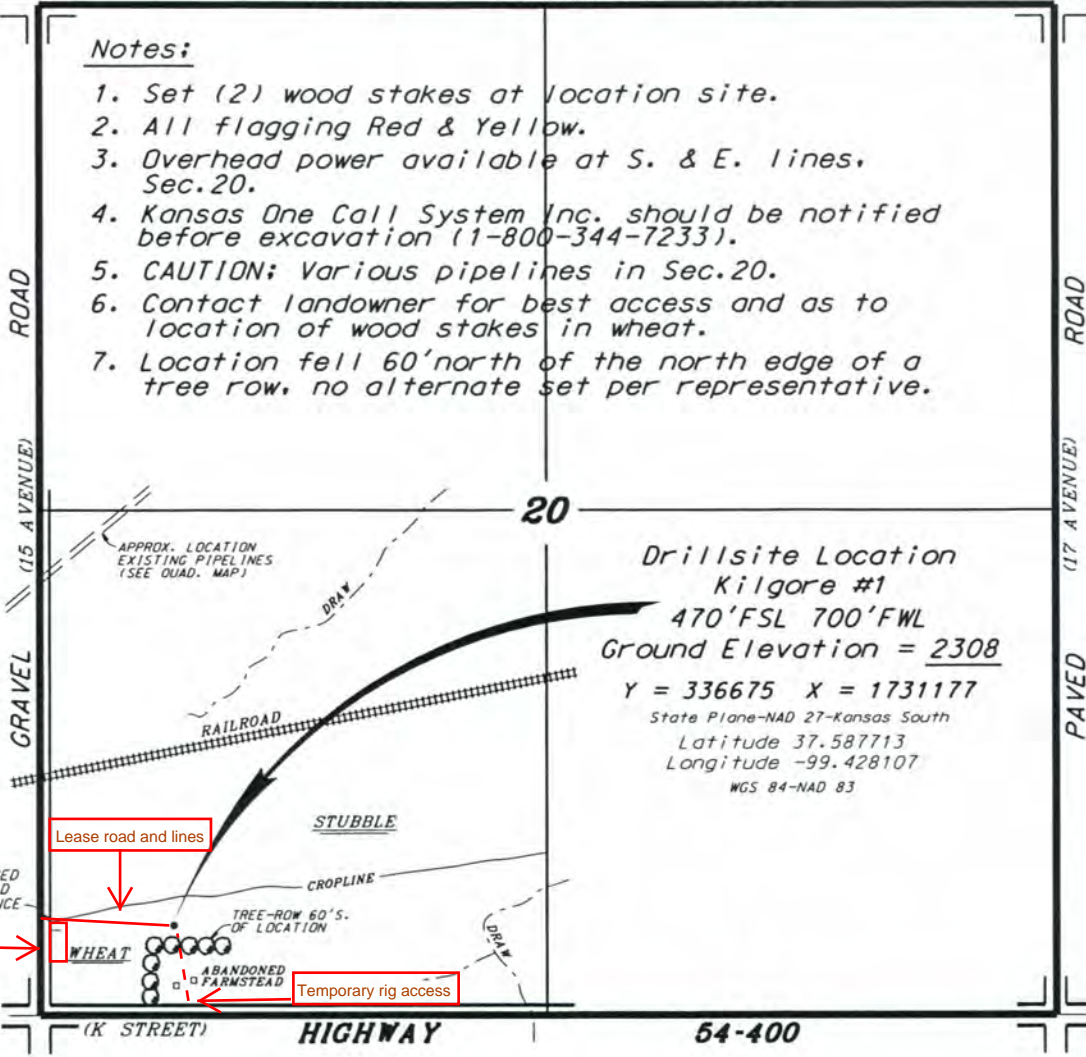 Notes:
1. Set (2) wood stakes at location site.
2. All flagging Red & Yellow.
3. Overhead power available at S. & E. lines,
Sec.20.
4. Kansas One Call System Inc. should be notified
before excavation (1-800-344-7233).
5. CAUTION: Various pipelines in Sec.20.
6. Contact landowner for best access and as to
location of wood stakes in wheat.
7. Location fell 60'north of the north edge of a
tree row, no alternate set per representative.
GRAVEL (15 AVENUE) ROAD
PAVED (17 AVENUE) ROAD
20
APPROX. LOCATION
EXISTING PIPELINES
(SEE QUAD. MAP)
DRAW
Drillsite Location
Kilgore #1
470'FSL 700'FWL
Ground Elevation = 2308
Y = 336675 X = 1731177
State Plane-NAD 27-Kansas South
Latitude 37.587713
Longitude -99.428107
WGS 84-NAD 83
RAILROAD
STUBBLE
Lease road and lines
CROPLINE
TREE-ROW 60'S.
OF LOCATION
WHEAT
DRAW
ABANDONED
FARMSTEAD
Temporary rig access
(K STREET) HIGHWAY 54-400